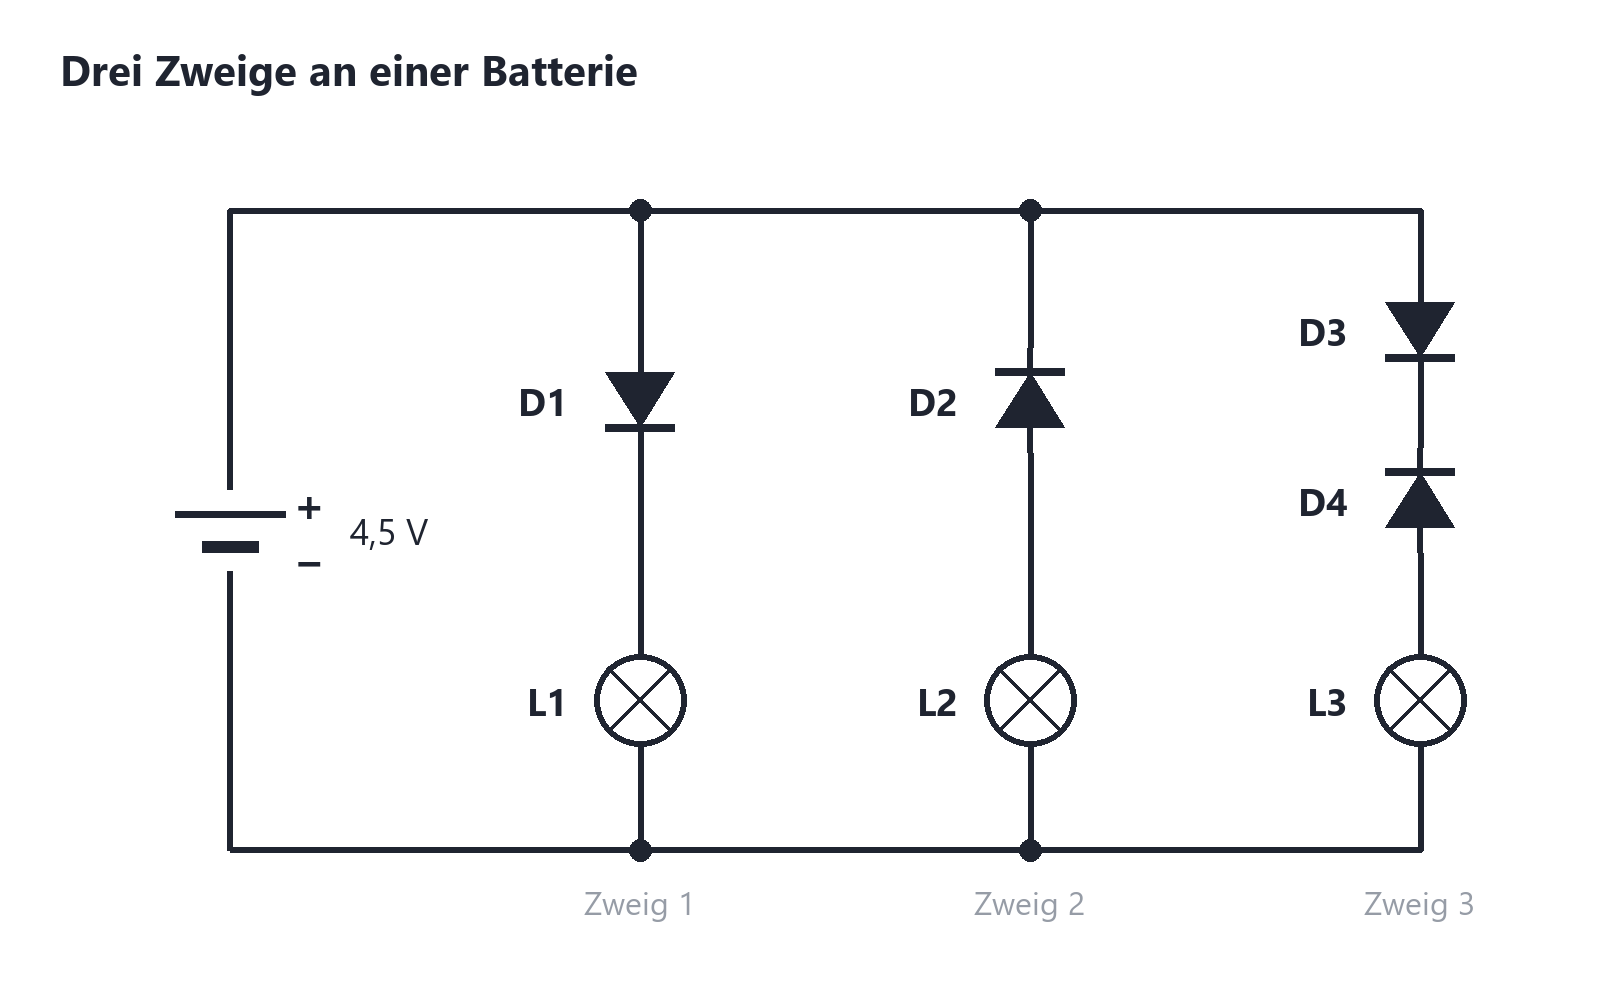 Drei Zweige an einer Batterie
D3
D1
D2
D4
+
4,5 V
−
L1
L2
L3
Zweig 1
Zweig 2
Zweig 3